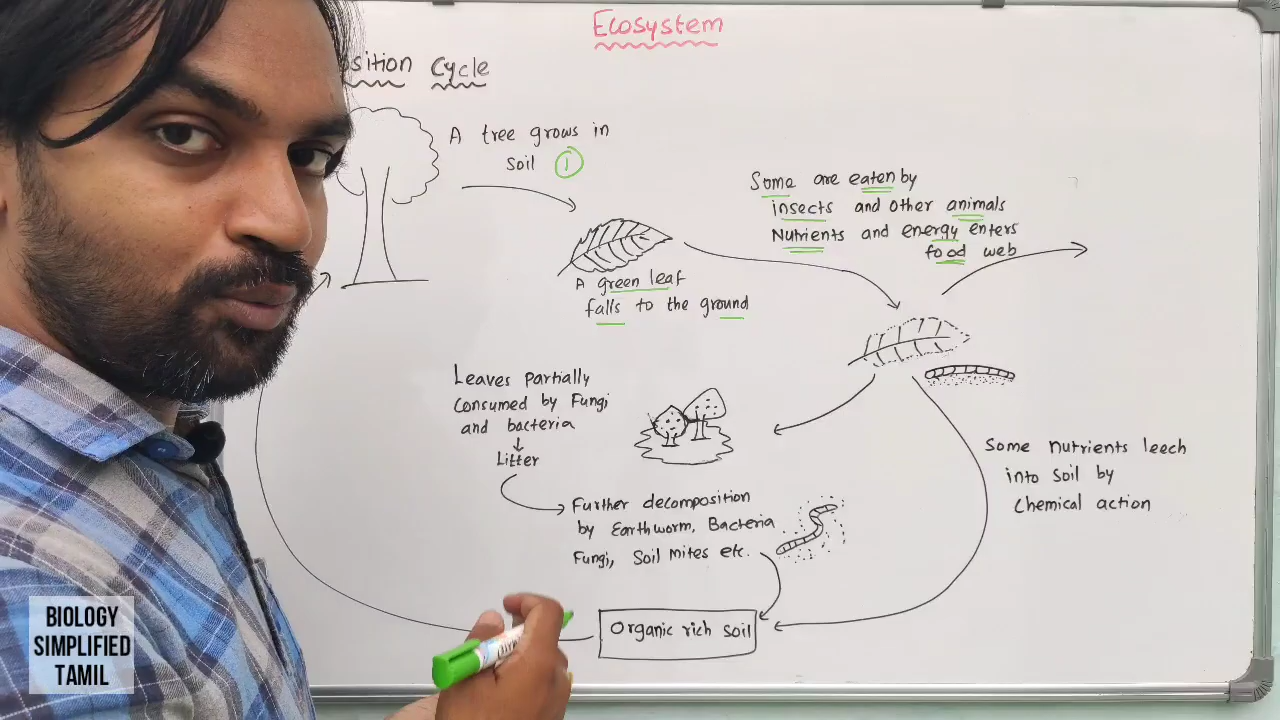 Ecosystem
Cycle
A tree grows in
Soil ①
Some are eaten by
insects and other animals
Nutrients and energy enters
food web
A green leaf
falls to the ground
Leaves partially
consumed by Fungi
and bacteria
Litter
Further decomposition
by Earthworm, Bacteria
Fungi, Soil mites etc.
Some nutrients leech
into soil by
chemical action
Organic rich soil
BIOLOGY
SIMPLIFIED
TAMIL